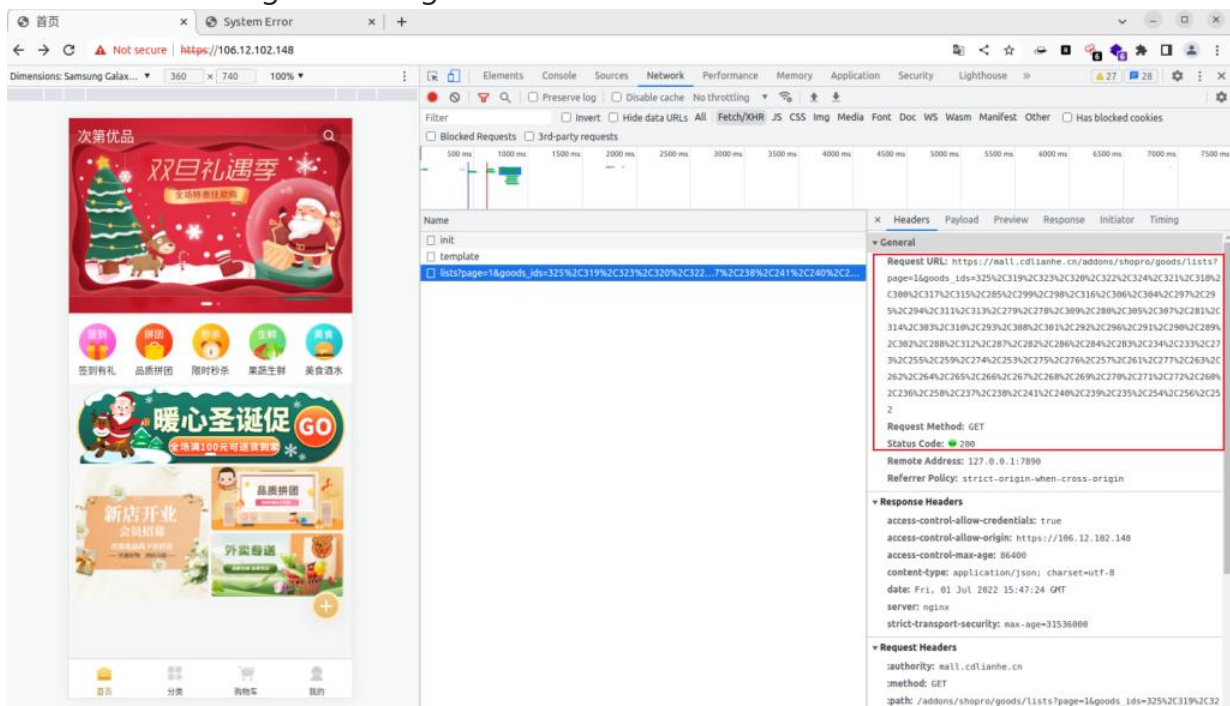 首页
System Error
Not secure
https://106.12.102.148
Dimensions: Samsung Galax...
360
740
100%
Elements Console Sources Network Performance Memory Application Security Lighthouse
27
28
Preserve log Disable cache No throttling
Filter Invert Hide data URLs All Fetch/XHR JS CSS Img Media Font Doc WS Wasm Manifest Other Has blocked cookies
Blocked Requests 3rd-party requests
500 ms 1000 ms 1500 ms 2000 ms 2500 ms 3000 ms 3500 ms 4000 ms 4500 ms 5000 ms 5500 ms 6000 ms 6500 ms 7000 ms 7500 ms
次第优品
双旦礼遇季
全场特惠狂欢购
签到 拼团 秒杀 生鲜 美食
签到有礼 品质拼团 限时秒杀 果蔬生鲜 美食酒水
暖心圣诞促 GO
全场满100元可送货到家
新店开业
会员招募
品质拼团
外卖专送
首页 分类 购物车 我的
Name
init
template
lists?page=1&goods_ids=325%2C319%2C323%2C320%2C322...7%2C238%2C241%2C240%2C2...
Headers Payload Preview Response Initiator Timing
General
Request URL: https://mall.cdlianhe.cn/addons/shopro/goods/lists?
page=1&goods_ids=325%2C319%2C323%2C320%2C322%2C324%2C321%2C318%2
C300%2C317%2C315%2C285%2C299%2C298%2C316%2C306%2C304%2C297%2C29
5%2C294%2C311%2C313%2C279%2C278%2C309%2C280%2C305%2C307%2C281%2C
314%2C303%2C310%2C293%2C308%2C301%2C292%2C296%2C291%2C290%2C289%
2C302%2C288%2C312%2C287%2C282%2C286%2C284%2C283%2C234%2C233%2C27
3%2C255%2C259%2C274%2C253%2C275%2C276%2C257%2C261%2C277%2C263%2C
262%2C264%2C265%2C266%2C267%2C268%2C269%2C270%2C271%2C272%2C260%
2C236%2C258%2C237%2C238%2C241%2C240%2C239%2C235%2C254%2C256%2C25
2
Request Method: GET
Status Code: 200
Remote Address: 127.0.0.1:7890
Referrer Policy: strict-origin-when-cross-origin
Response Headers
access-control-allow-credentials: true
access-control-allow-origin: https://106.12.102.148
access-control-max-age: 86400
content-type: application/json; charset=utf-8
date: Fri, 01 Jul 2022 15:47:24 GMT
server: nginx
strict-transport-security: max-age=31536000
Request Headers
:authority: mall.cdlianhe.cn
:method: GET
:path: /addons/shopro/goods/lists?page=1&goods_ids=325%2C319%2C32